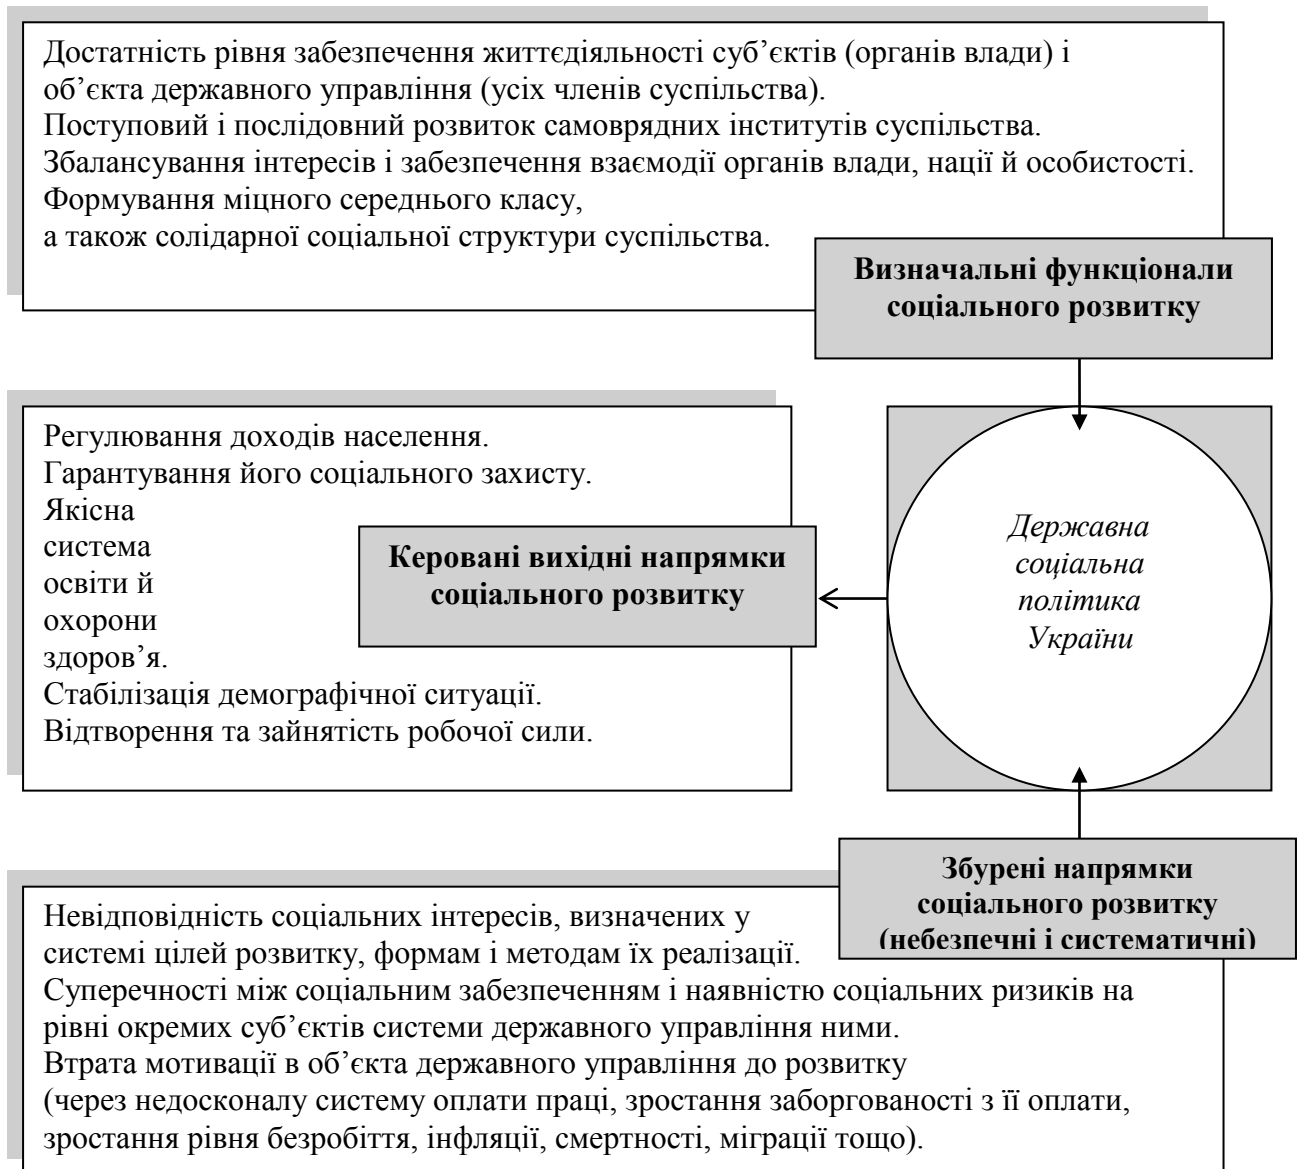 Достатність рівня забезпечення життєдіяльності суб’єктів (органів влади) і
об’єкта державного управління (усіх членів суспільства).
Поступовий і послідовний розвиток самоврядних інститутів суспільства.
Збалансування інтересів і забезпечення взаємодії органів влади, нації й особистості.
Формування міцного середнього класу,
а також солідарної соціальної структури суспільства.
Визначальні функціонали
соціального розвитку
Регулювання доходів населення.
Гарантування його соціального захисту.
Якісна
система
освіти й
охорони
здоров’я.
Стабілізація демографічної ситуації.
Відтворення та зайнятість робочої сили.
Керовані вихідні напрямки
соціального розвитку
Державна
соціальна
політика
України
Збурені напрямки
соціального розвитку
(небезпечні і систематичні)
Невідповідність соціальних інтересів, визначених у
системі цілей розвитку, формам і методам їх реалізації.
Суперечності між соціальним забезпеченням і наявністю соціальних ризиків на
рівні окремих суб’єктів системи державного управління ними.
Втрата мотивації в об’єкта державного управління до розвитку
(через недосконалу систему оплати праці, зростання заборгованості з її оплати,
зростання рівня безробіття, інфляції, смертності, міграції тощо).